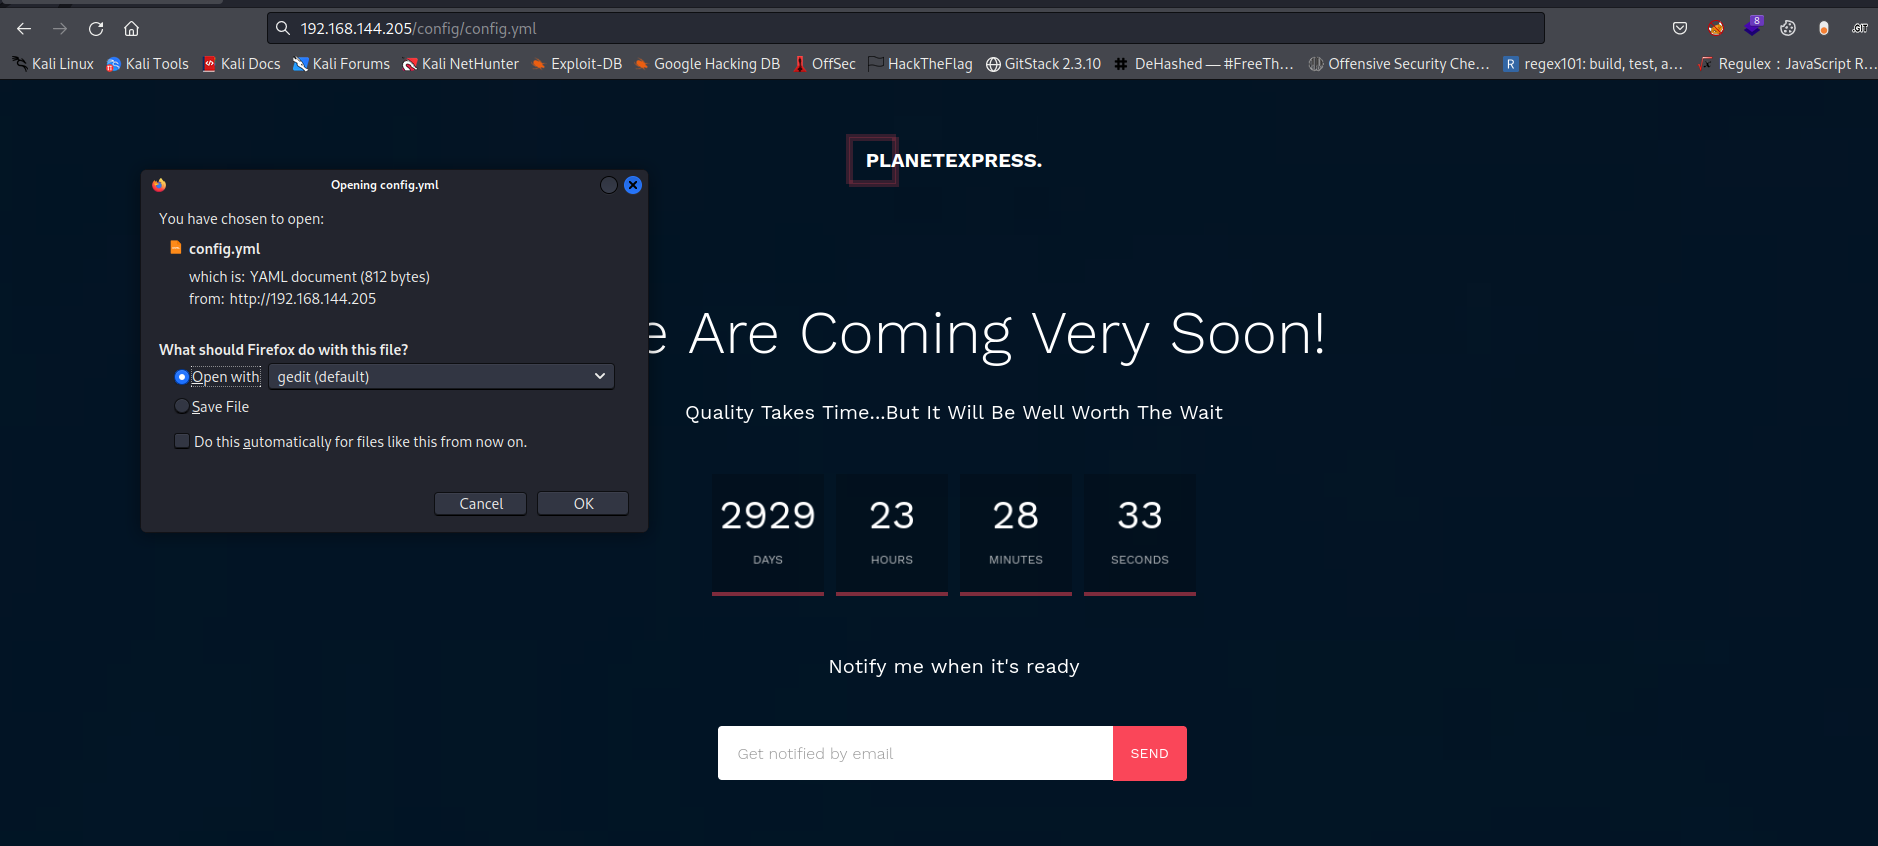 192.168.144.205/config/config.yml
8
.GIT
Kali Linux Kali Tools Kali Docs Kali Forums Kali NetHunter Exploit-DB Google Hacking DB OffSec HackTheFlag GitStack 2.3.10 DeHashed — #FreeTh… Offensive Security Che… R regex101: build, test, a… Regulex : JavaScript R…
PLANETEXPRESS.
Opening config.yml
You have chosen to open:
config.yml
which is: YAML document (812 bytes)
from: http://192.168.144.205
What should Firefox do with this file?
Open with gedit (default)
Save File
Do this automatically for files like this from now on.
Cancel OK
e Are Coming Very Soon!
Quality Takes Time...But It Will Be Well Worth The Wait
2929 23 28 33
DAYS HOURS MINUTES SECONDS
Notify me when it's ready
Get notified by email SEND